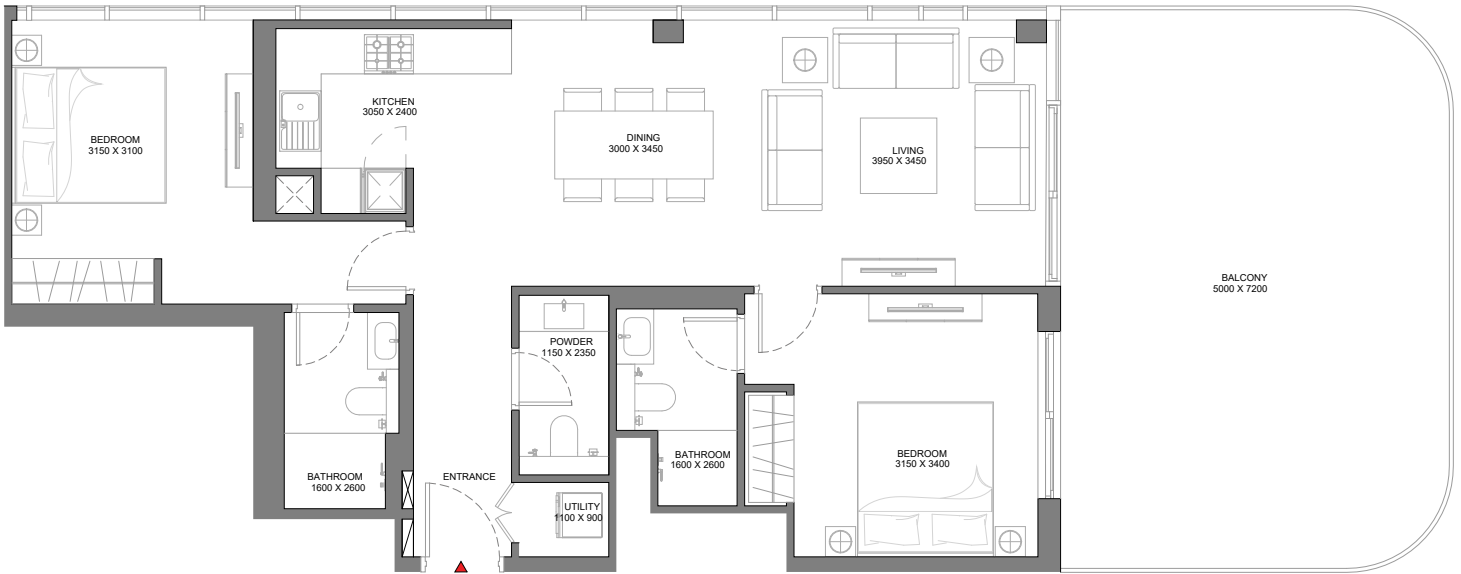 KITCHEN
3050 X 2400
BEDROOM
3150 X 3100
DINING
3000 X 3450
LIVING
3950 X 3450
BALCONY
5000 X 7200
POWDER
1150 X 2350
BATHROOM
1600 X 2600
ENTRANCE
BATHROOM
1600 X 2600
BEDROOM
3150 X 3400
UTILITY
1100 X 900